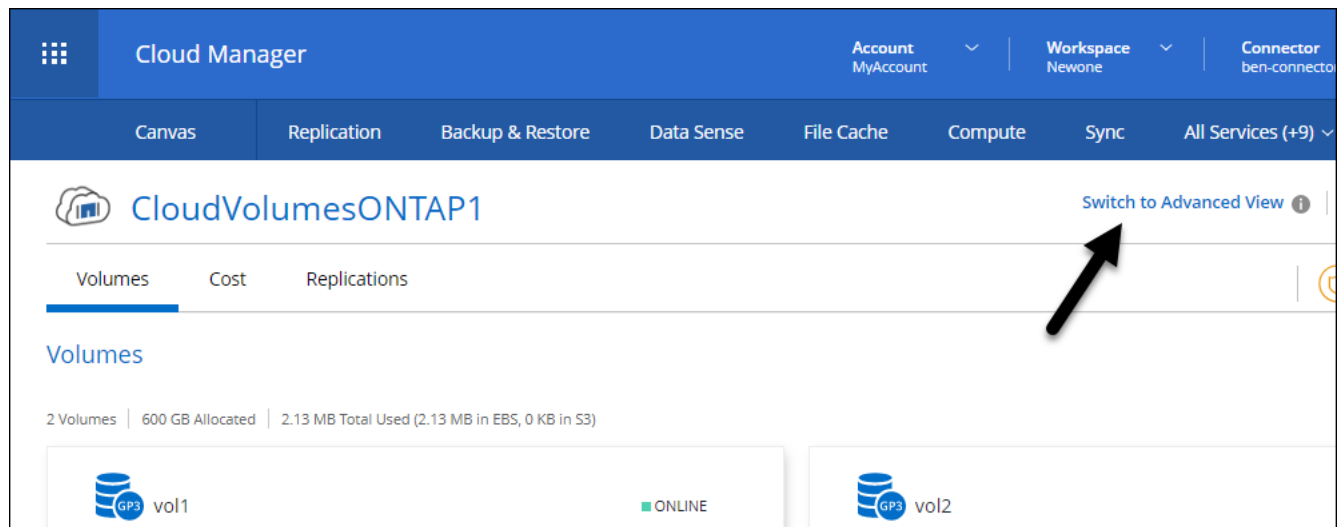 Cloud Manager
Account
MyAccount
Workspace
Newone
Connector
ben-connecto
Canvas Replication Backup & Restore Data Sense File Cache Compute Sync All Services (+9)
CloudVolumesONTAP1
Switch to Advanced View
Volumes Cost Replications
Volumes
2 Volumes | 600 GB Allocated | 2.13 MB Total Used (2.13 MB in EBS, 0 KB in S3)
GP3 vol1 ONLINE GP3 vol2